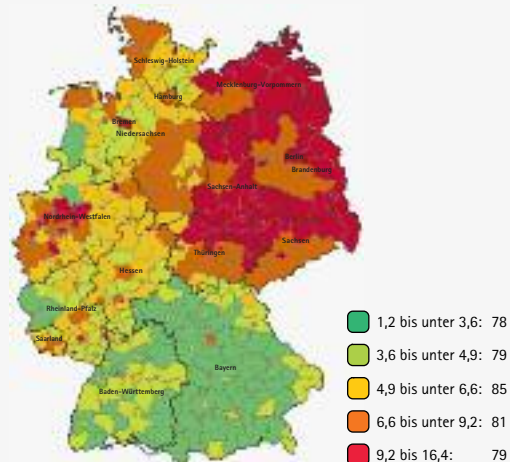 Schleswig-Holstein
Mecklenburg-Vorpommern
Hamburg
Bremen
Niedersachsen
Berlin
Brandenburg
Sachsen-Anhalt
Nordrhein-Westfalen
Sachsen
Thüringen
Hessen
Rheinland-Pfalz
Saarland
Bayern
Baden-Württemberg
1,2 bis unter 3,6: 78
3,6 bis unter 4,9: 79
4,9 bis unter 6,6: 85
6,6 bis unter 9,2: 81
9,2 bis 16,4: 79